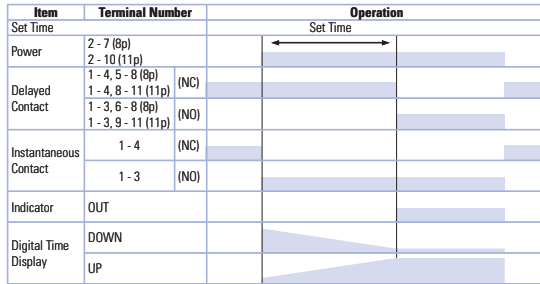 Item Terminal Number Operation
Set Time Set Time
Power 2 - 7 (8p)
2 - 10 (11p)
Delayed Contact 1 - 4, 5 - 8 (8p)
1 - 4, 8 - 11 (11p) (NC)
1 - 3, 6 - 8 (8p)
1 - 3, 9 - 11 (11p) (NO)
Instantaneous Contact 1 - 4 (NC)
1 - 3 (NO)
Indicator OUT
Digital Time Display DOWN
UP